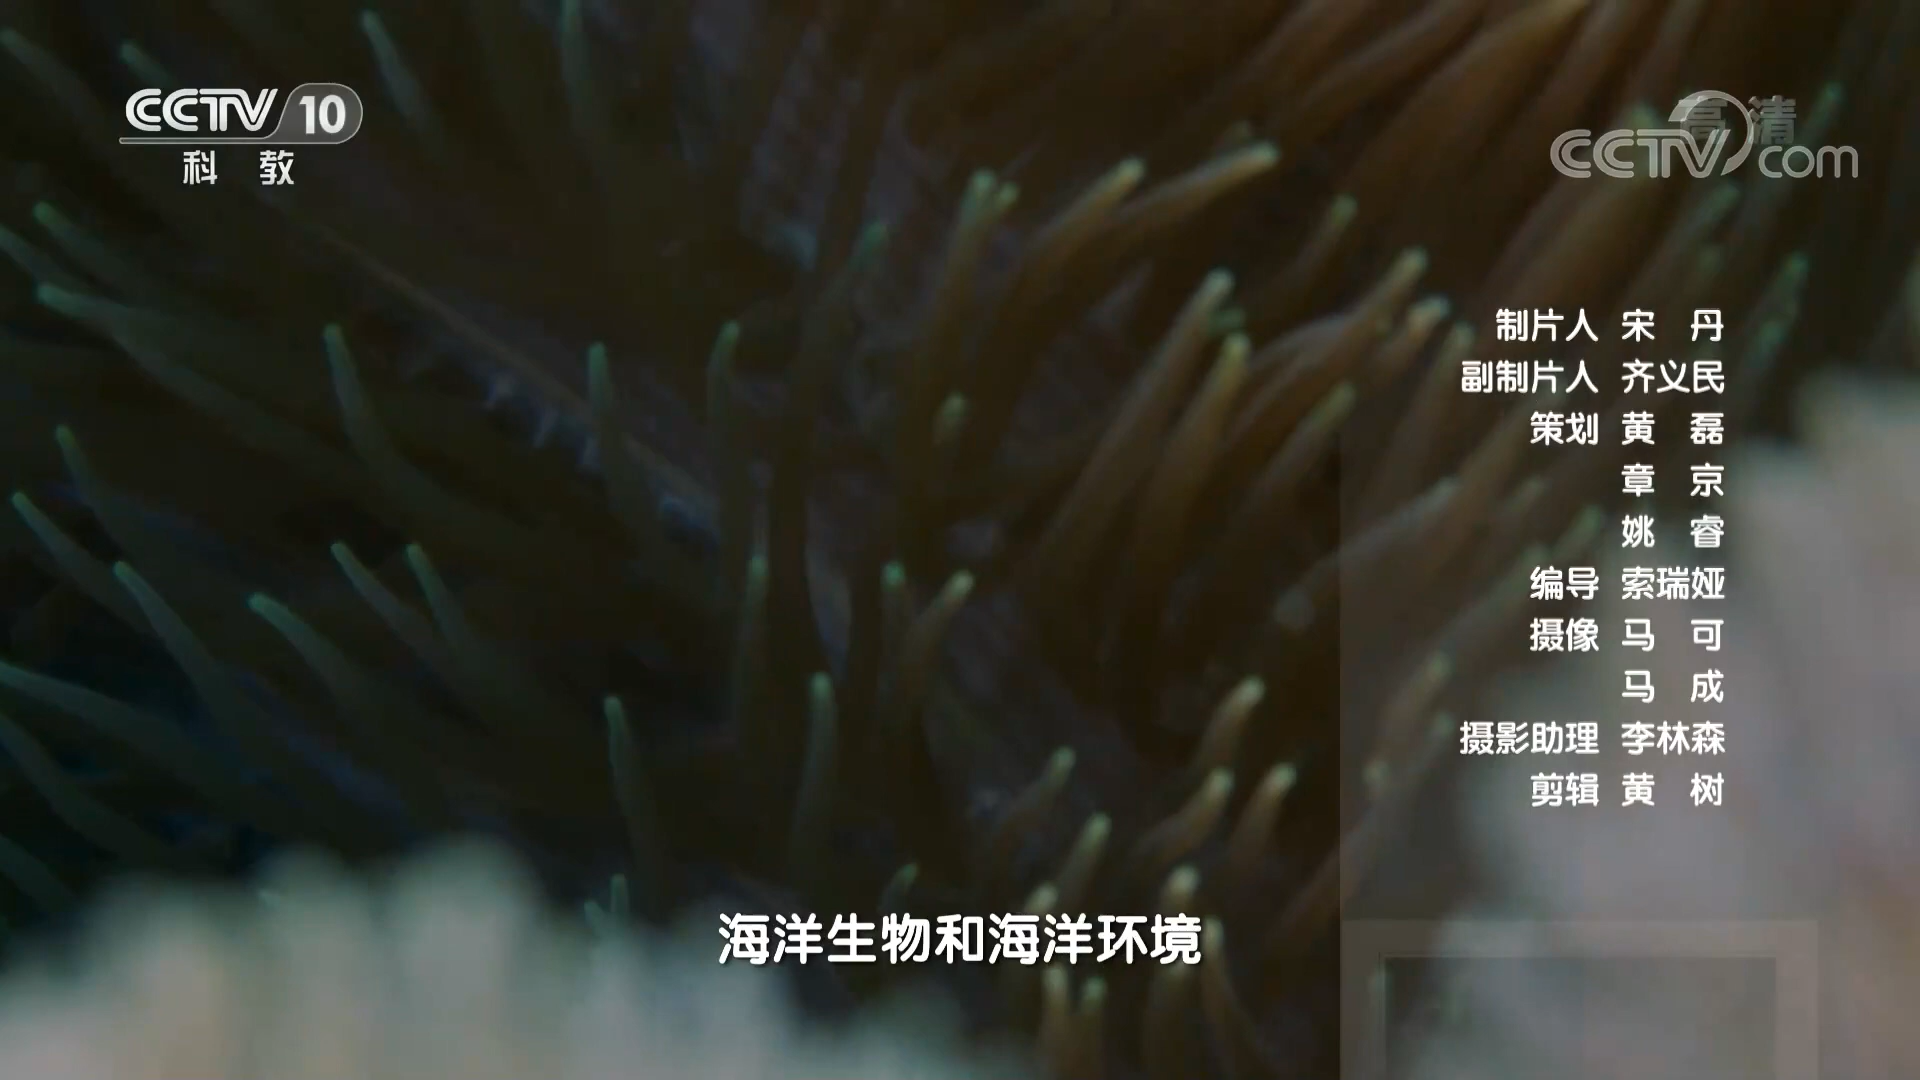 CCTV 10
科 教
高清
CCTV com
制片人 宋 丹
副制片人 齐义民
策划 黄 磊
章 京
姚 睿
编导 索瑞娅
摄像 马 可
马 成
摄影助理 李林森
剪辑 黄 树
海洋生物和海洋环境